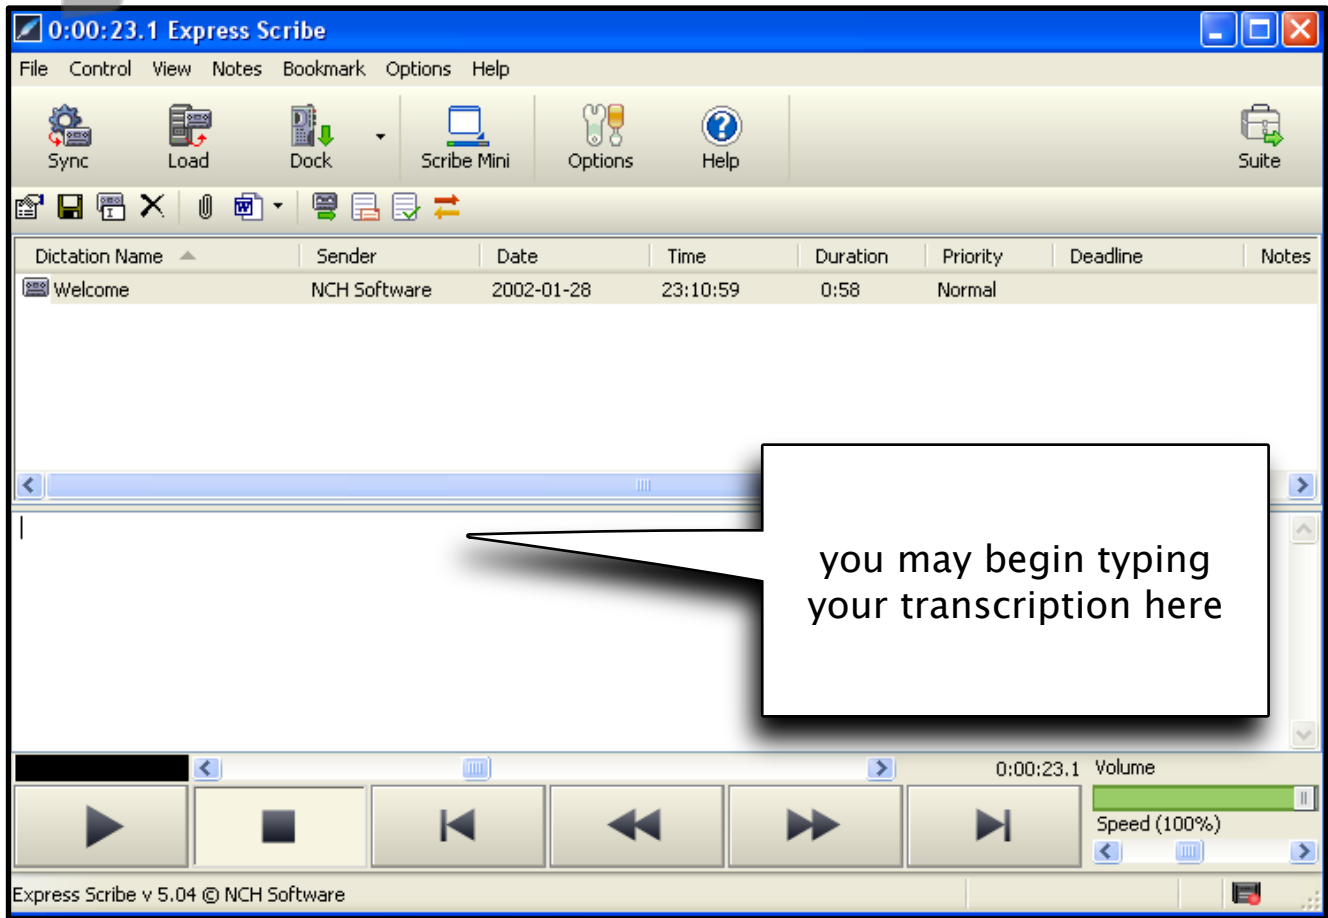 0:00:23.1 Express Scribe
File Control View Notes Bookmark Options Help
Sync Load Dock Scribe Mini Options Help Suite
Dictation Name Sender Date Time Duration Priority Deadline Notes
Welcome NCH Software 2002-01-28 23:10:59 0:58 Normal
you may begin typing
your transcription here
0:00:23.1 Volume
Speed (100%)
Express Scribe v 5.04 © NCH Software